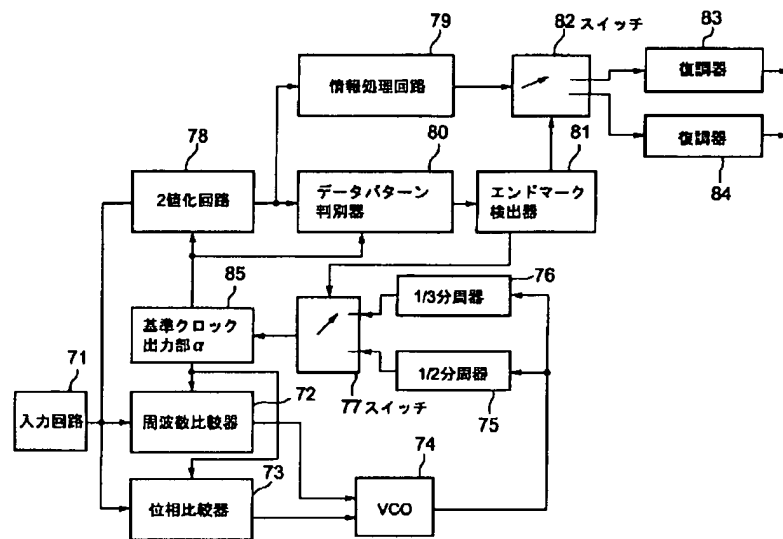 79
82 スイッチ
83
情報処理回路
復調器
78
80
81
復調器
84
2値化回路
データパターン
判別器
エンドマーク
検出器
85
76
1/3分周器
基準クロック
出力部α
71
72
1/2分周器
入力回路
周波数比較器
77 スイッチ
75
73
74
位相比較器
VCO